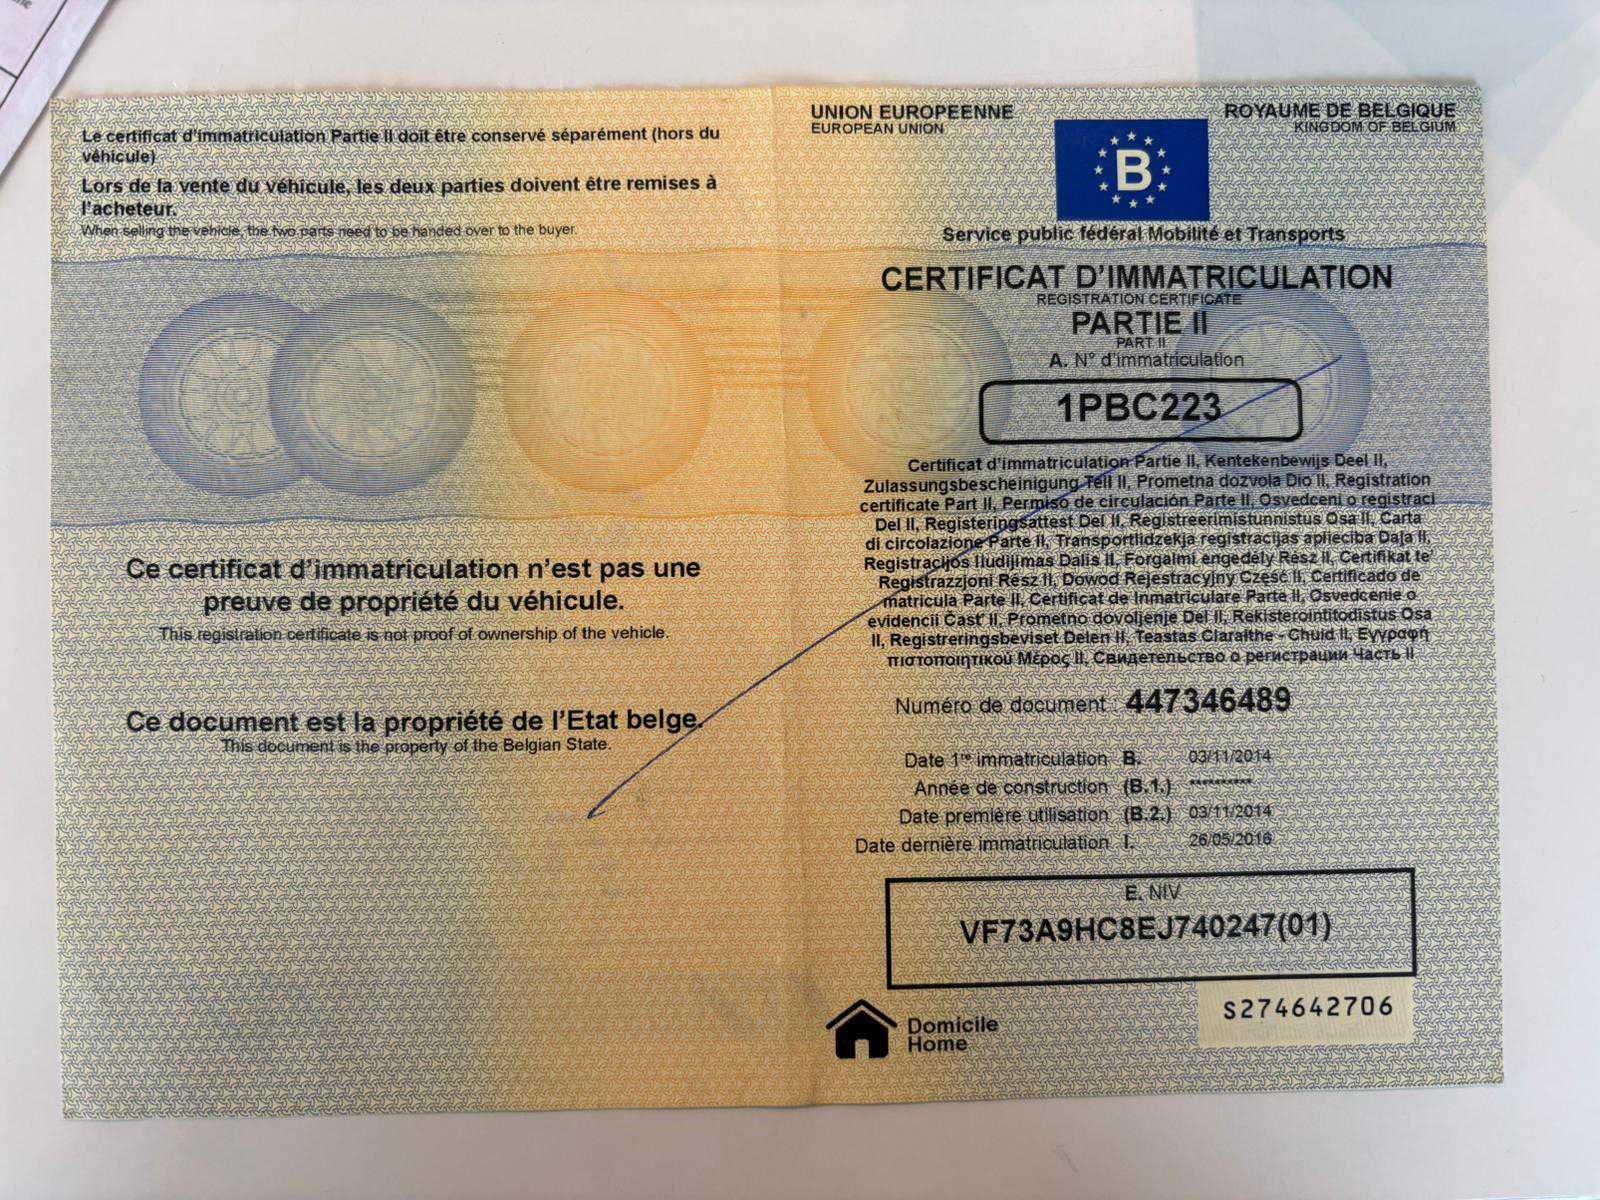 Le certificat d'immatriculation Partie II doit être conservé séparément (hors du
véhicule)
Lors de la vente du véhicule, les deux parties doivent être remises à
l'acheteur.
When selling the vehicle, the two parts need to be handed over to the buyer.
Ce certificat d'immatriculation n'est pas une
preuve de propriété du véhicule.
This registration certificate is not proof of ownership of the vehicle.
Ce document est la propriété de l'Etat belge.
This document is the property of the Belgian State.
UNION EUROPEENNE
EUROPEAN UNION
ROYAUME DE BELGIQUE
KINGDOM OF BELGIUM
B
Service public fédéral Mobilité et Transports
CERTIFICAT D'IMMATRICULATION
REGISTRATION CERTIFICATE
PARTIE II
PART II
A. N° d'immatriculation
1PBC223
Certificat d'immatriculation Partie II, Kentekenbewijs Deel II,
Zulassungsbescheinigung Teil II, Prometna dozvola Dio II, Registration
certificate Part II, Permiso de circulación Parte II, Osvedceni o registraci
Del II, Registeringsattest Del II, Registreerimistunnistus Osa II, Carta
di circolazione Parte II, Transportlidzekja registracijas aplieciba Daļa II,
Registracijos liudijimas Dalis II, Forgalmi engedély Rész II, Certifikat te'
Registrazzjoni Rész II, Dowod Rejestracyjny Część II, Certificado de
matricula Parte II, Certificat de Inmatriculare Parte II, Osvedcenie o
evidencii Cast' II, Prometno dovoljenje Del II, Rekisterointitodistus Osa
II, Registreringsbeviset Delen II, Teastas Claraithe - Chuid II, Εγγραφή
πιστοποιητικού Μέρος II, Свидетельство о регистрации Часть II
Numéro de document : 447346489
Date 1re immatriculation B. 03/11/2014
Année de construction (B.1.) **********
Date première utilisation (B.2.) 03/11/2014
Date dernière immatriculation I. 26/05/2016
E. NIV
VF73A9HC8EJ740247(01)
S274642706
Domicile
Home